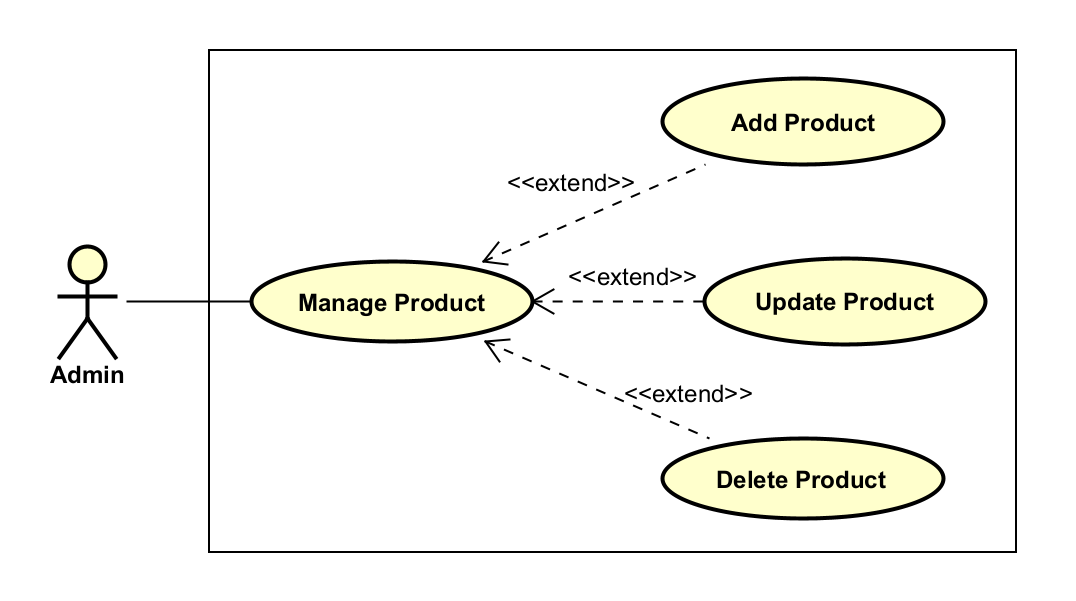 Add Product
<<extend>>
<<extend>>
Manage Product
Update Product
Admin
<<extend>>
Delete Product